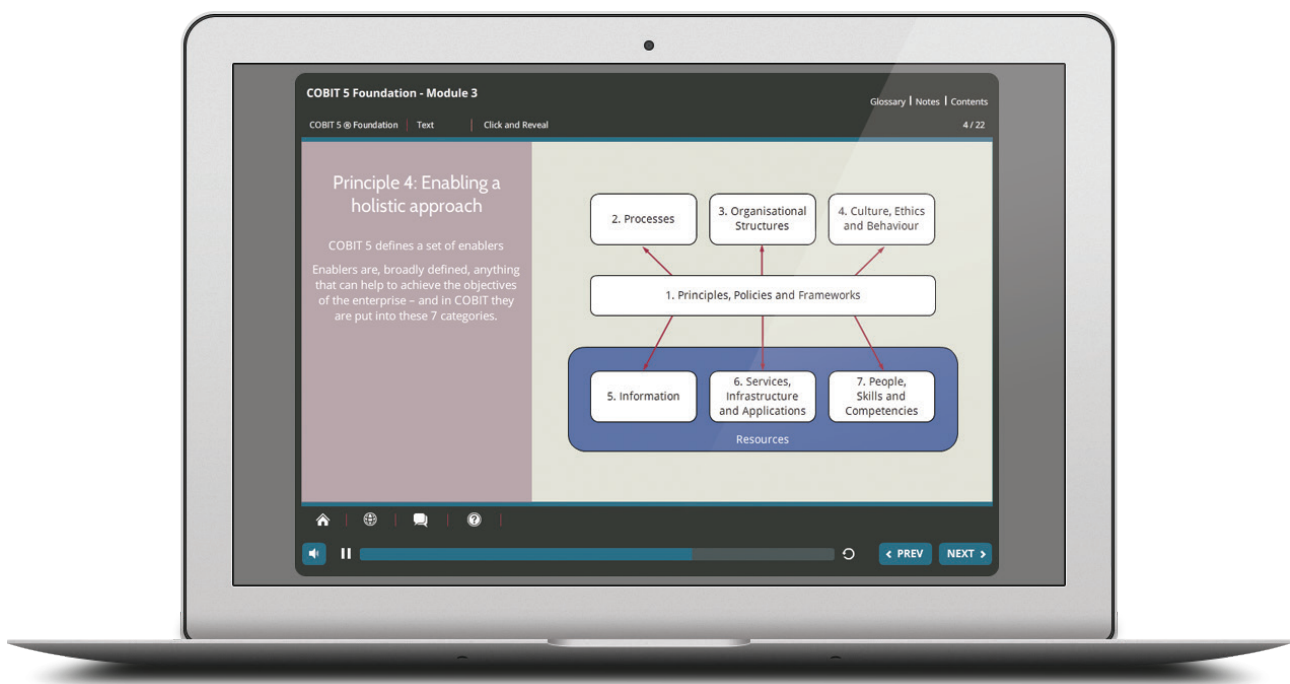 COBIT 5 Foundation - Module 3
Glossary | Notes | Contents
COBIT 5 ® Foundation | Text | Click and Reveal
4 / 22
Principle 4: Enabling a
holistic approach
COBIT 5 defines a set of enablers
Enablers are, broadly defined, anything
that can help to achieve the objectives
of the enterprise – and in COBIT they
are put into these 7 categories.
2. Processes
3. Organisational
Structures
4. Culture, Ethics
and Behaviour
1. Principles, Policies and Frameworks
5. Information
6. Services,
Infrastructure
and Applications
7. People,
Skills and
Competencies
Resources
PREV
NEXT